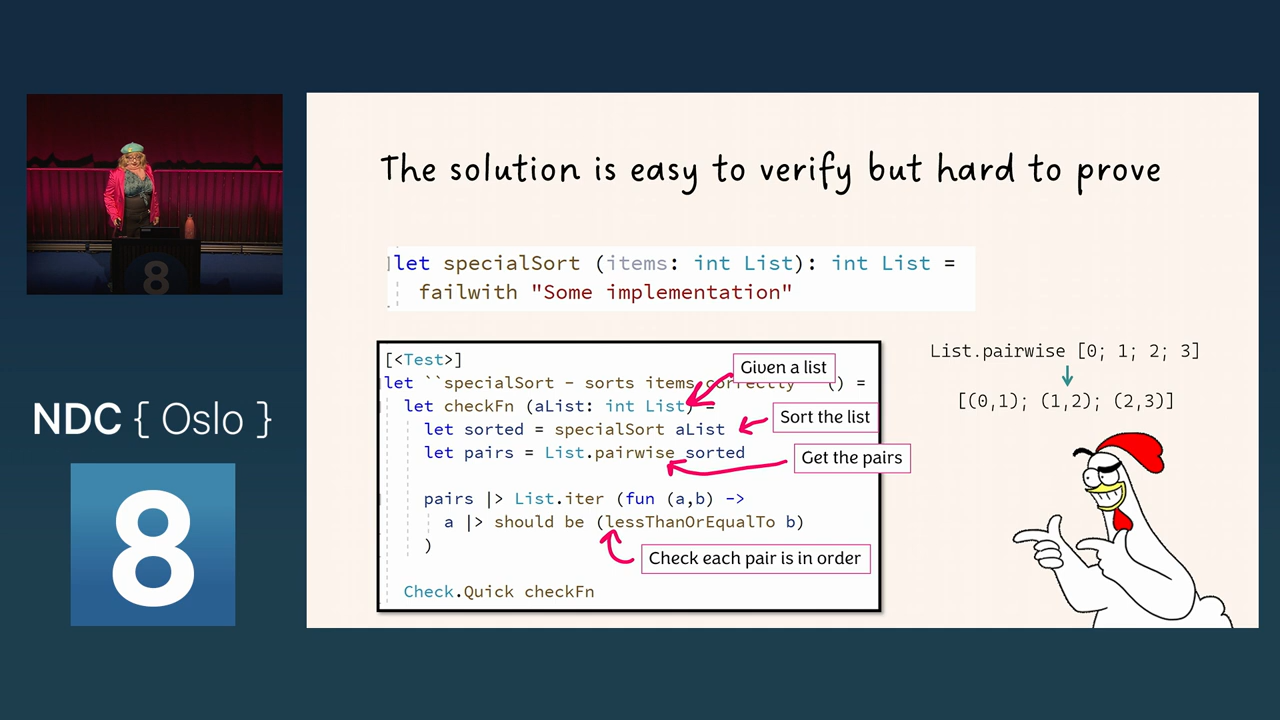 The solution is easy to verify but hard to prove
let specialSort (items: int List): int List =
failwith "Some implementation"
[<Test>]
let ``specialSort - sorts items correctly`` () =
let checkFn (aList: int List) =
let sorted = specialSort aList
let pairs = List.pairwise sorted
pairs |> List.iter (fun (a,b) ->
a |> should be (lessThanOrEqualTo b)
)
Check.Quick checkFn
Given a list
Sort the list
Get the pairs
Check each pair is in order
List.pairwise [0; 1; 2; 3]
[(0,1); (1,2); (2,3)]
8
NDC { Oslo }
8